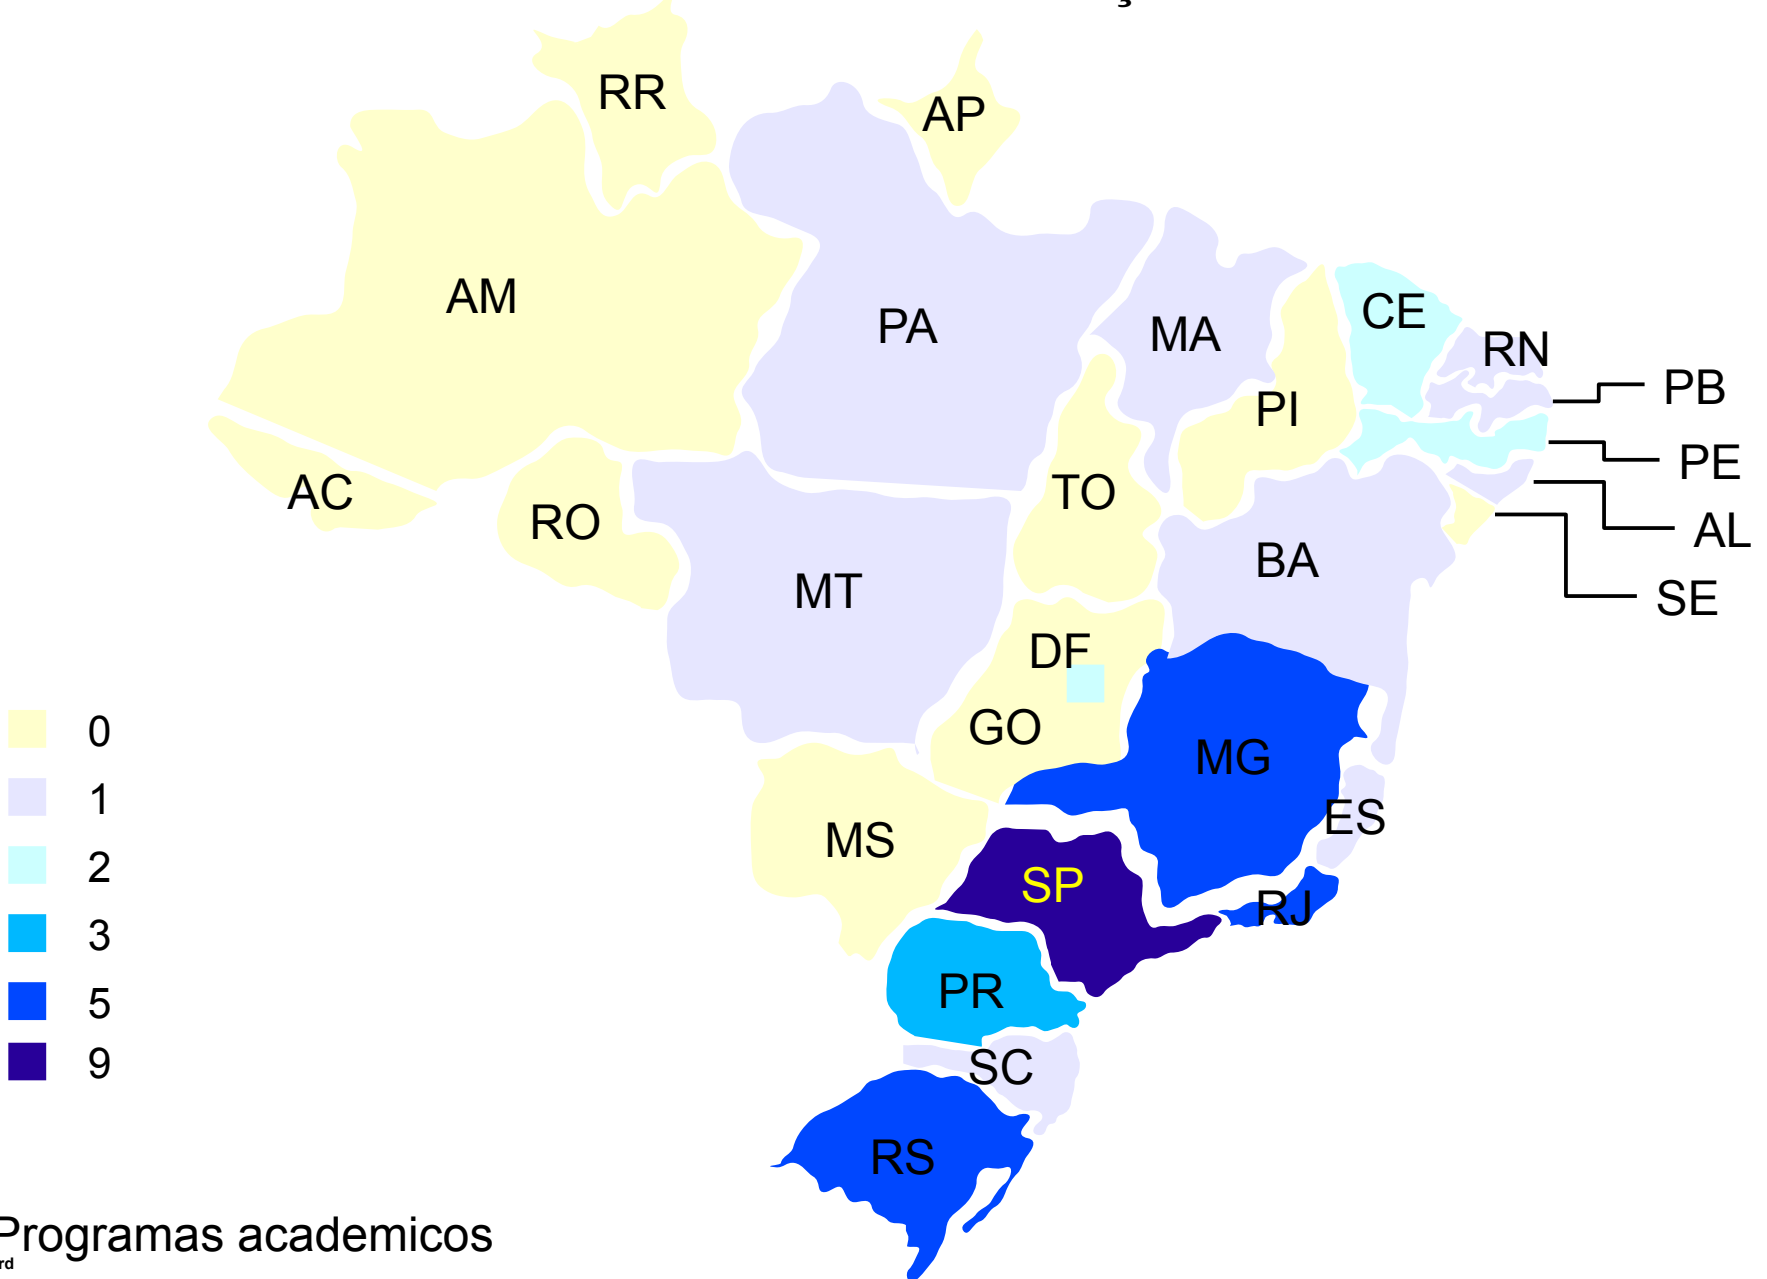 RR
AP
AM
PA
MA
CE
RN
PB
PI
PE
AC
RO
TO
AL
BA
MT
SE
DF
GO
MG
ES
MS
SP
RJ
PR
SC
RS
0
1
2
3
5
9
Programas academicos
rd